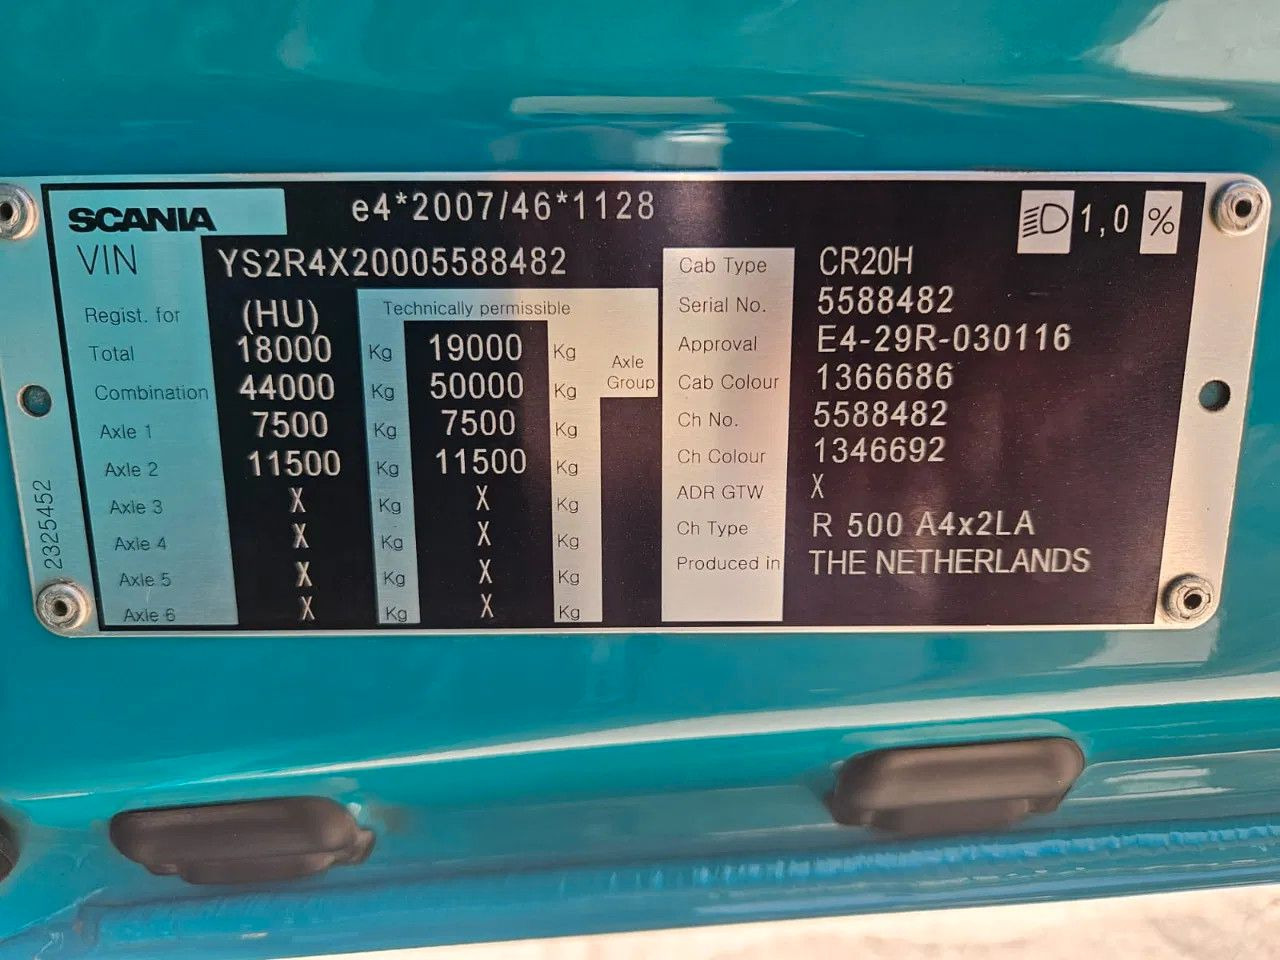 SCANIA
e4*2007/46*1128
1,0 %
VIN YS2R4X20005588482
Regist. for (HU) Technically permissible
Total 18000 Kg 19000 Kg
Combination 44000 Kg 50000 Kg
Axle Group
Axle 1 7500 Kg 7500 Kg
Axle 2 11500 Kg 11500 Kg
Axle 3 X Kg X Kg
Axle 4 X Kg X Kg
Axle 5 X Kg X Kg
Axle 6 X Kg X Kg
2325452
Cab Type CR20H
Serial No. 5588482
Approval E4-29R-030116
Cab Colour 1366686
Ch No. 5588482
Ch Colour 1346692
ADR GTW X
Ch Type R 500 A4x2LA
Produced in THE NETHERLANDS